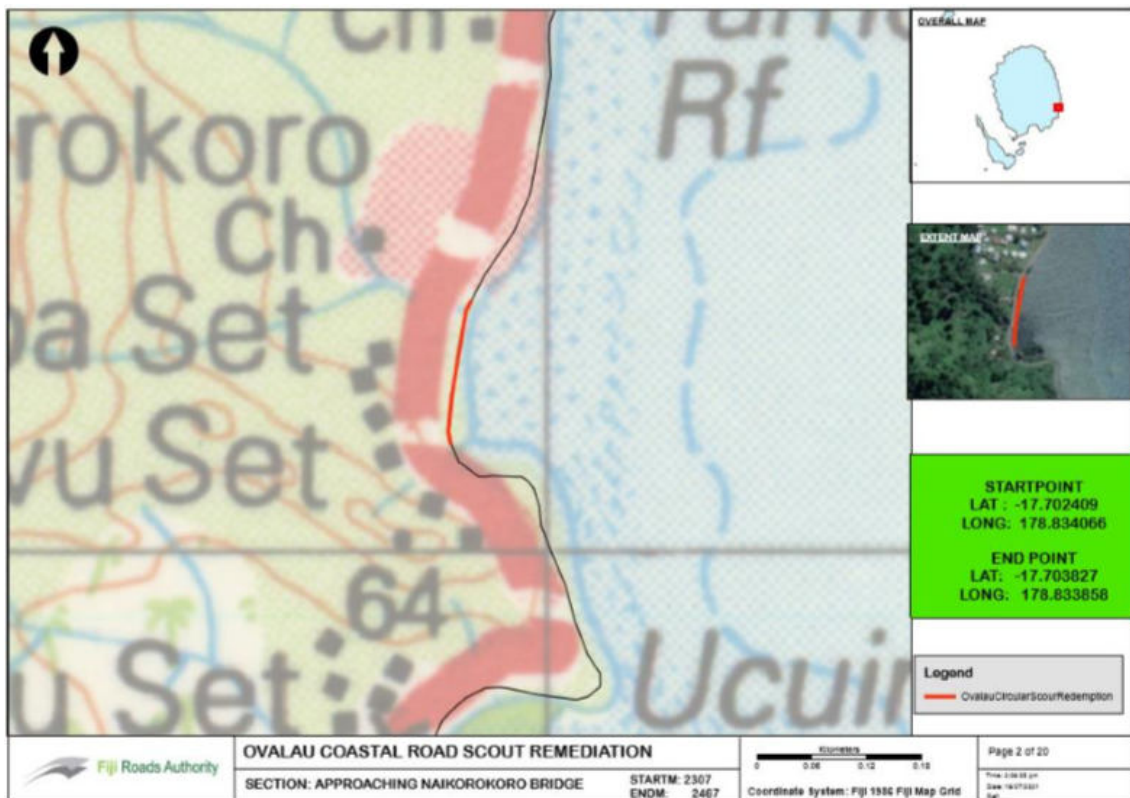 Ch
Rf
rokoro
Ch
oa Set
vu Set
64
u Set
Ucuir
OVERALL MAP
EXTENT MAP
STARTPOINT
LAT : -17.702409
LONG: 178.834066
END POINT
LAT: -17.703827
LONG: 178.833858
Legend
OvalauCircularScourRedemption
Fiji Roads Authority
OVALAU COASTAL ROAD SCOUT REMEDIATION
SECTION: APPROACHING NAIKOROKORO BRIDGE
STARTM: 2307
ENDM: 2467
Kilometers
0 0.06 0.12 0.18
Coordinate System: Fiji 1986 Fiji Map Grid
Page 2 of 20